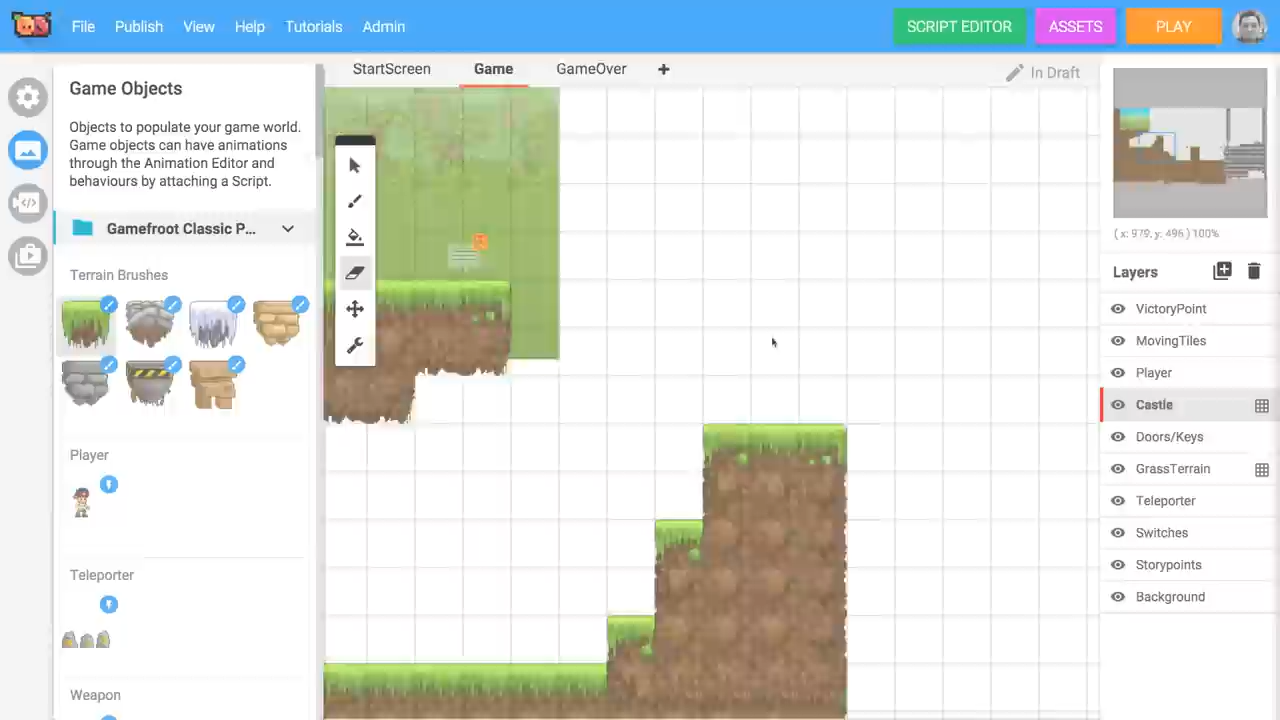 File Publish View Help Tutorials Admin SCRIPT EDITOR ASSETS PLAY
StartScreen Game GameOver + In Draft
Game Objects
Objects to populate your game world.
Game objects can have animations
through the Animation Editor and
behaviours by attaching a Script.
Gamefroot Classic P...
Terrain Brushes
Player
Teleporter
Weapon
( x: 979, y: 496 ) 100%
Layers
VictoryPoint
MovingTiles
Player
Castle
Doors/Keys
GrassTerrain
Teleporter
Switches
Storypoints
Background